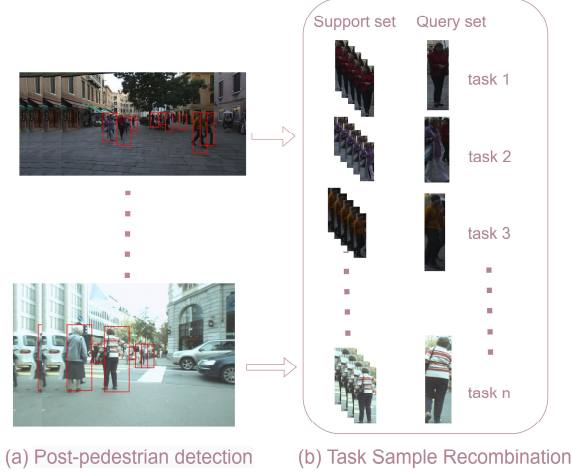 Support set
Query set
task 1
task 2
task 3
task n
(a) Post-pedestrian detection
(b) Task Sample Recombination